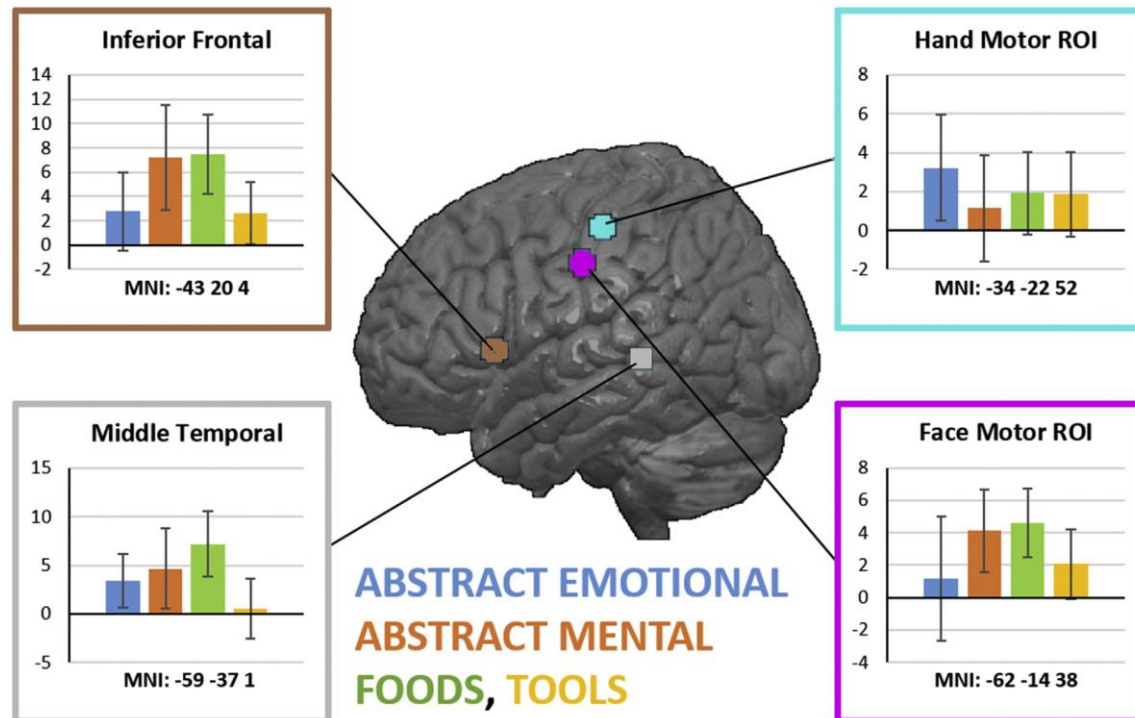 Inferior Frontal
14
12
10
8
6
4
2
0
-2
MNI: -43 20 4
Hand Motor ROI
8
6
4
2
0
-2
MNI: -34 -22 52
Middle Temporal
15
10
5
0
-5
MNI: -59 -37 1
ABSTRACT EMOTIONAL
ABSTRACT MENTAL
FOODS, TOOLS
Face Motor ROI
8
6
4
2
0
-2
-4
MNI: -62 -14 38